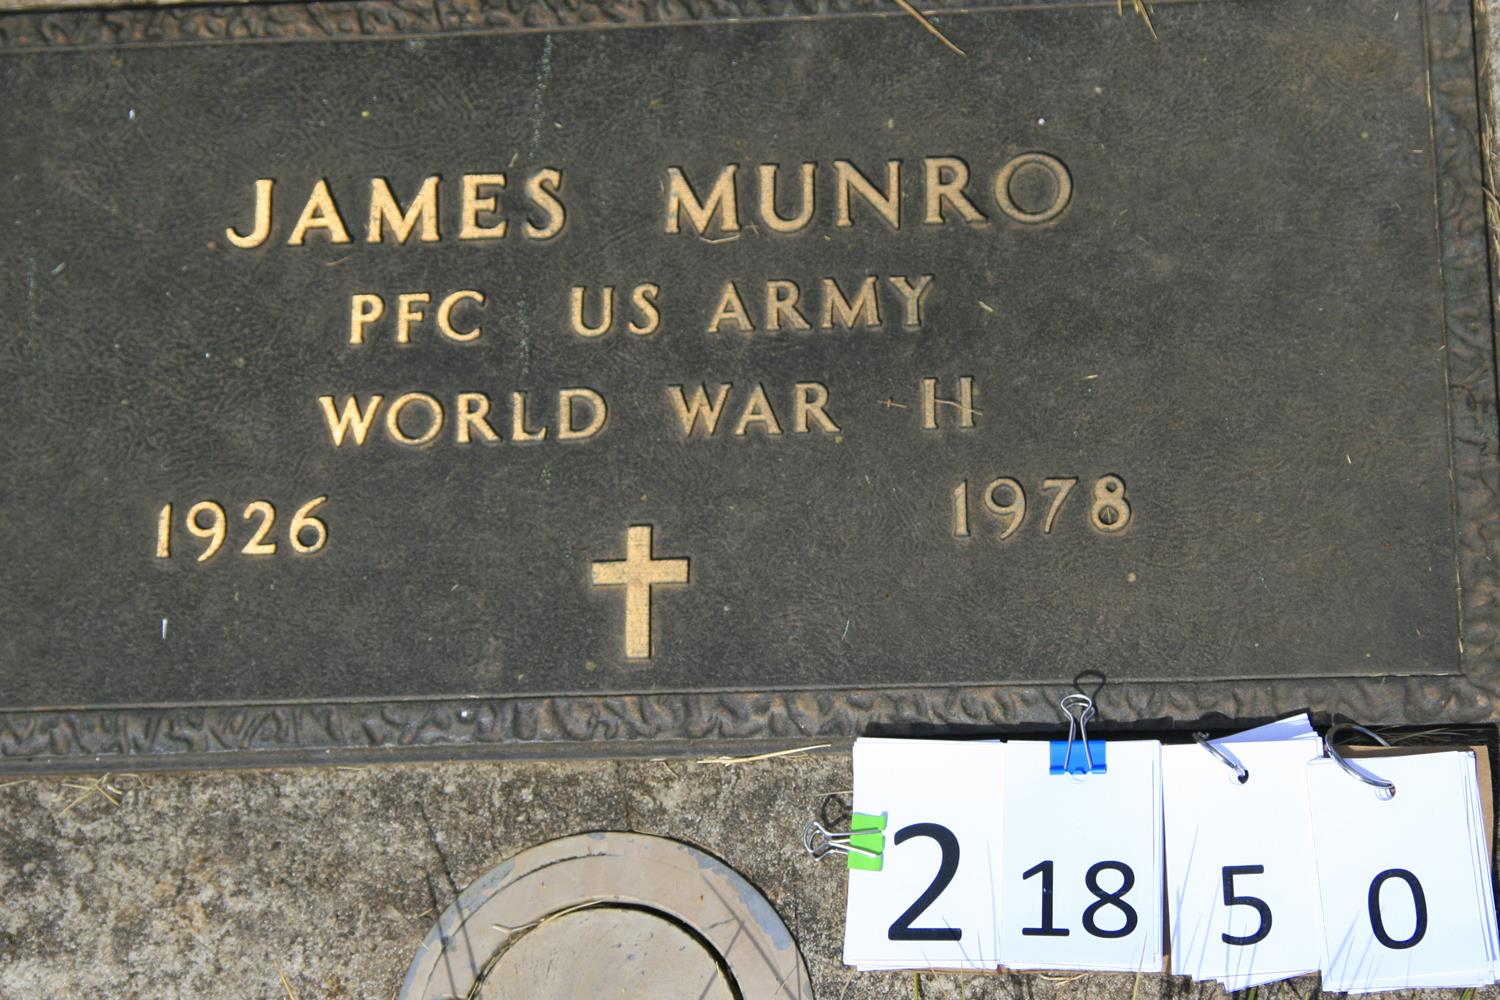 JAMES MUNRO
PFC US ARMY
WORLD WAR II
1926 1978
2 18 5 0